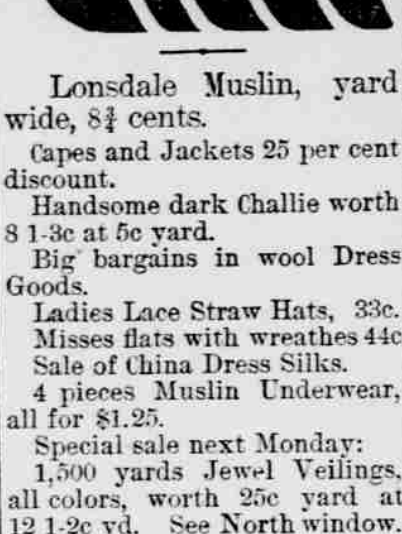 Lonsdale Muslin, yard
wide, 8¾ cents.
Capes and Jackets 25 per cent
discount.
Handsome dark Challie worth
8 1-3c at 5c yard.
Big bargains in wool Dress
Goods.
Ladies Lace Straw Hats, 33c.
Misses flats with wreathes 44c
Sale of China Dress Silks.
4 pieces Muslin Underwear,
all for $1.25.
Special sale next Monday:
1,500 yards Jewel Veilings,
all colors, worth 25c yard at
12 1-2c yd. See North window.